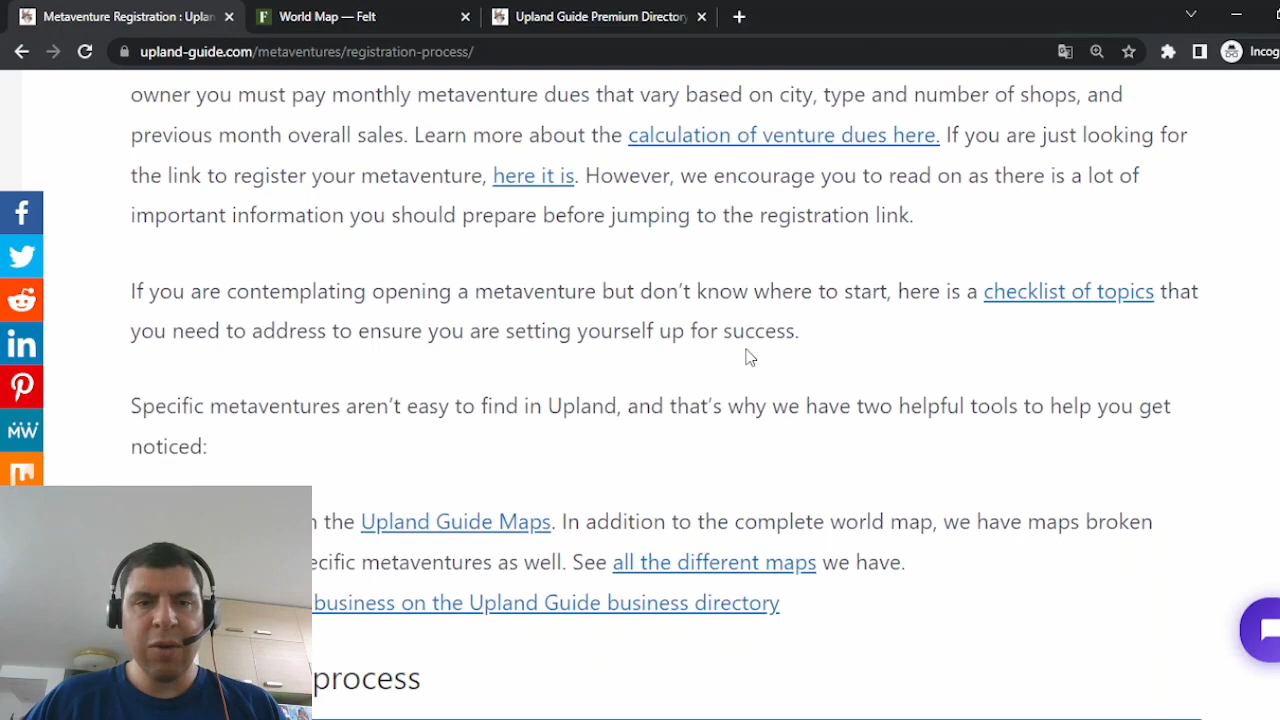 Metaventure Registration : Uplan
World Map — Felt
Upland Guide Premium Directory
upland-guide.com/metaventures/registration-process/
Incog
owner you must pay monthly metaventure dues that vary based on city, type and number of shops, and
previous month overall sales. Learn more about the calculation of venture dues here. If you are just looking for
the link to register your metaventure, here it is. However, we encourage you to read on as there is a lot of
important information you should prepare before jumping to the registration link.
If you are contemplating opening a metaventure but don’t know where to start, here is a checklist of topics that
you need to address to ensure you are setting yourself up for success.
Specific metaventures aren’t easy to find in Upland, and that’s why we have two helpful tools to help you get
noticed:
the Upland Guide Maps. In addition to the complete world map, we have maps broken
ecific metaventures as well. See all the different maps we have.
business on the Upland Guide business directory
process
MW